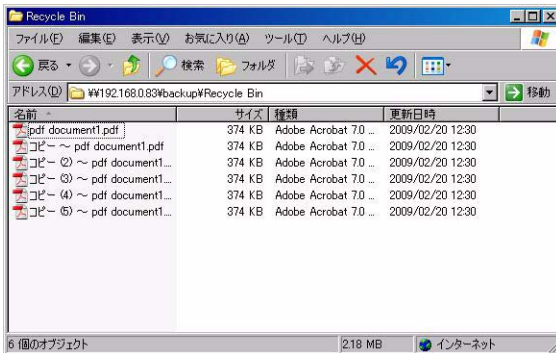 Recycle Bin
ファイル(F) 編集(E) 表示(V) お気に入り(A) ツール(T) ヘルプ(H)
戻る 検索 フォルダ
アドレス(D) ¥¥192.168.0.83¥backup¥Recycle Bin 移動
名前 サイズ 種類 更新日時
pdf document1.pdf 374 KB Adobe Acrobat 7.0 ... 2009/02/20 12:30
コピー ～ pdf document1.pdf 374 KB Adobe Acrobat 7.0 ... 2009/02/20 12:30
コピー (2) ～ pdf document1... 374 KB Adobe Acrobat 7.0 ... 2009/02/20 12:30
コピー (3) ～ pdf document1... 374 KB Adobe Acrobat 7.0 ... 2009/02/20 12:30
コピー (4) ～ pdf document1... 374 KB Adobe Acrobat 7.0 ... 2009/02/20 12:30
コピー (5) ～ pdf document1... 374 KB Adobe Acrobat 7.0 ... 2009/02/20 12:30
6 個のオブジェクト 2.18 MB インターネット